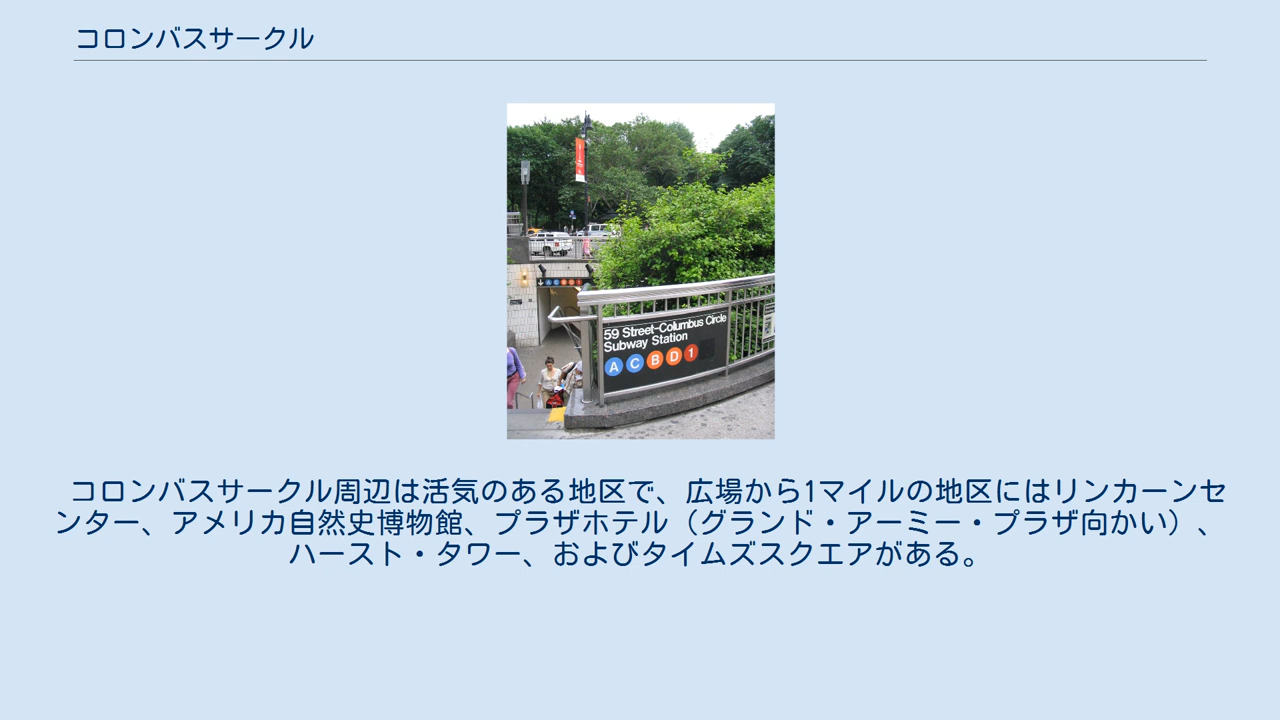 コロンバスサークル
59 Street-Columbus Circle
Subway Station
A C B D 1
コロンバスサークル周辺は活気のある地区で、広場から1マイルの地区にはリンカーンセ
ンター、アメリカ自然史博物館、プラザホテル（グランド・アーミー・プラザ向かい）、
ハースト・タワー、およびタイムズスクエアがある。